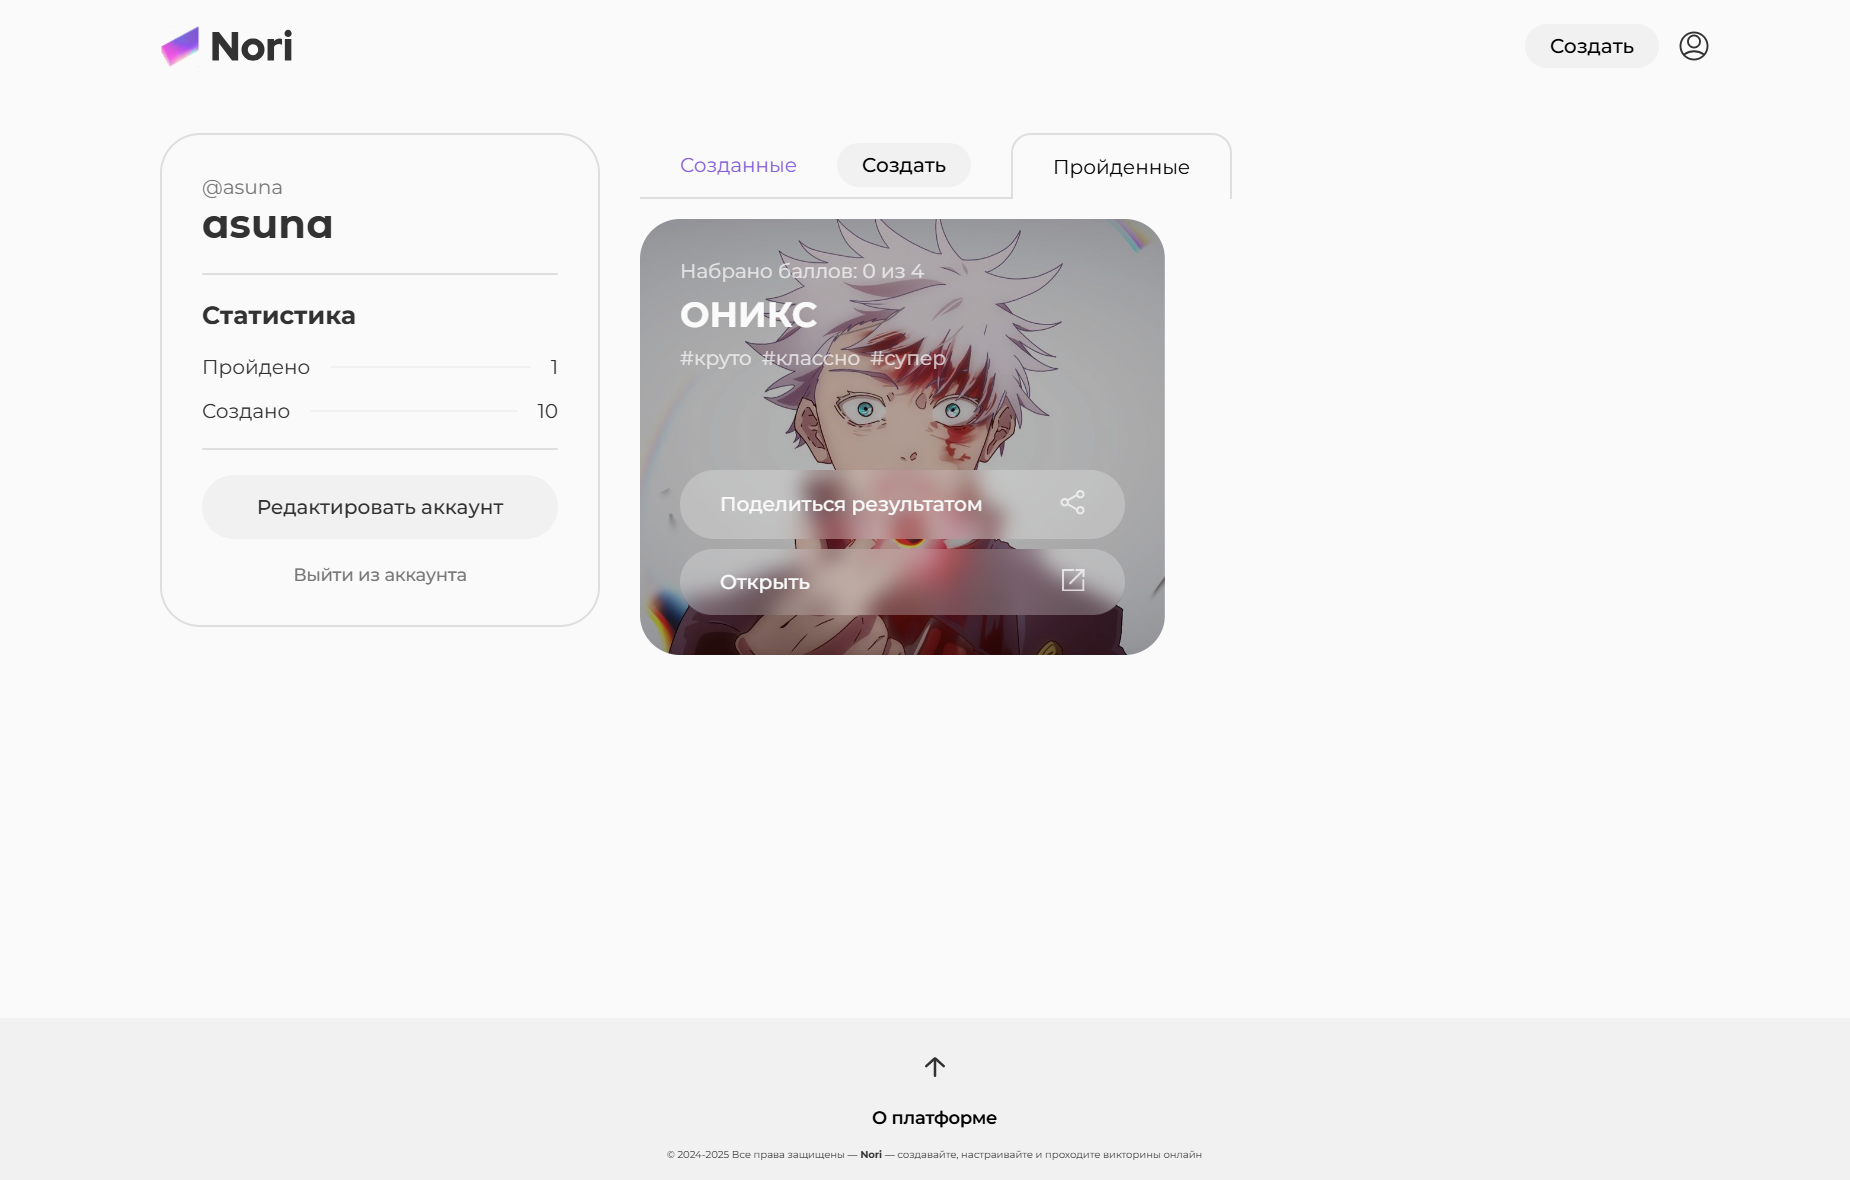 Nori
Создать
@asuna
asuna
Статистика
Пройдено 1
Создано 10
Редактировать аккаунт
Выйти из аккаунта
Созданные
Создать
Пройденные
Набрано баллов: 0 из 4
ОНИКС
#круто #классно #супер
Поделиться результатом
Открыть
О платформе
© 2024-2025 Все права защищены — Nori — создавайте, настраивайте и проходите викторины онлайн